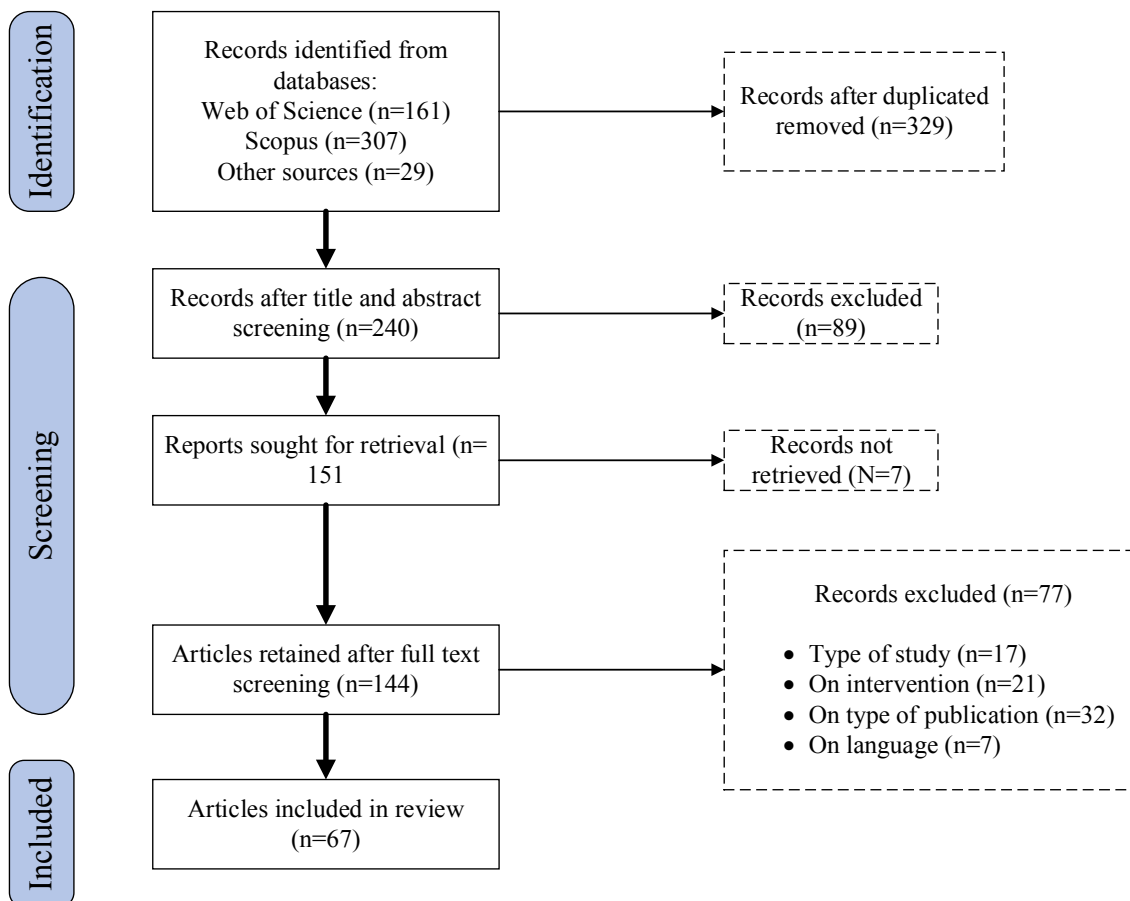 Identification
Records identified from
databases:
Web of Science (n=161)
Scopus (n=307)
Other sources (n=29)
Records after duplicated
removed (n=329)
Screening
Records after title and abstract
screening (n=240)
Records excluded
(n=89)
Reports sought for retrieval (n=
151
Records not
retrieved (N=7)
Articles retained after full text
screening (n=144)
Records excluded (n=77)
• Type of study (n=17)
• On intervention (n=21)
• On type of publication (n=32)
• On language (n=7)
Included
Articles included in review
(n=67)